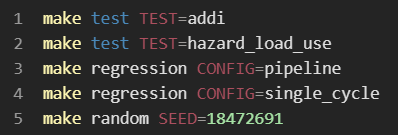 1 make test TEST=addi
2 make test TEST=hazard_load_use
3 make regression CONFIG=pipeline
4 make regression CONFIG=single_cycle
5 make random SEED=18472691